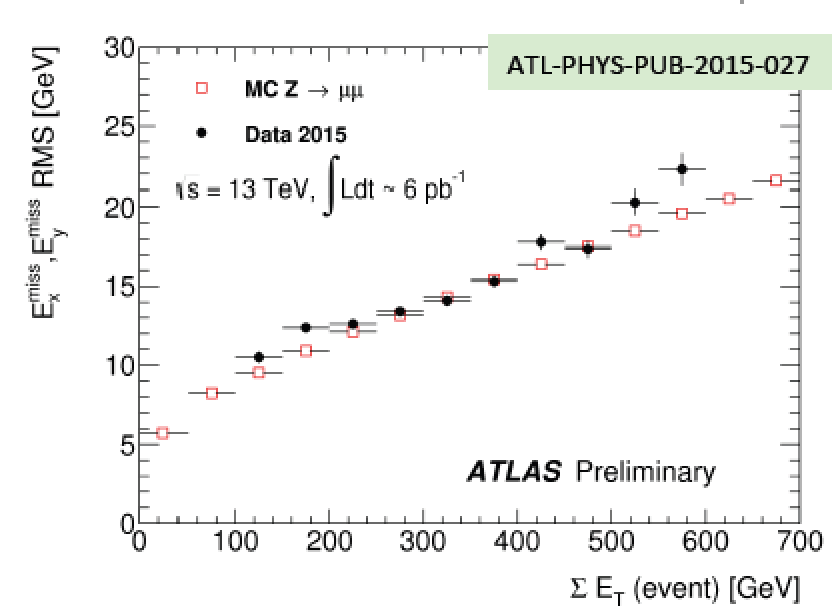 ATL-PHYS-PUB-2015-027
30
25
20
15
10
5
0
E_x^miss, E_y^miss RMS [GeV]
MC Z → μμ
Data 2015
√s = 13 TeV, ∫Ldt ~ 6 pb⁻¹
ATLAS Preliminary
0 100 200 300 400 500 600 700
Σ E_T (event) [GeV]